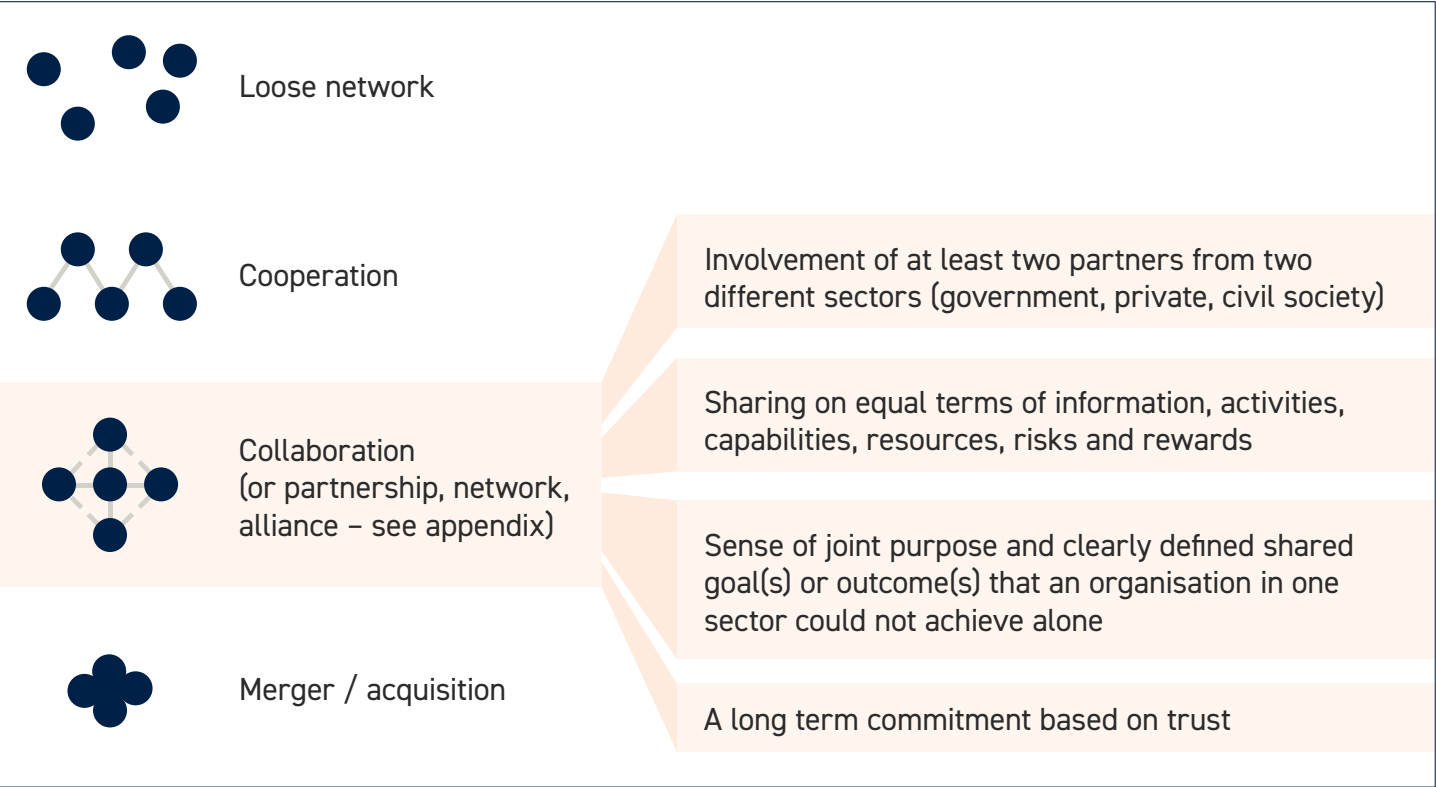 Loose network
Cooperation
Collaboration
(or partnership, network,
alliance – see appendix)
Merger / acquisition
Involvement of at least two partners from two
different sectors (government, private, civil society)
Sharing on equal terms of information, activities,
capabilities, resources, risks and rewards
Sense of joint purpose and clearly defined shared
goal(s) or outcome(s) that an organisation in one
sector could not achieve alone
A long term commitment based on trust